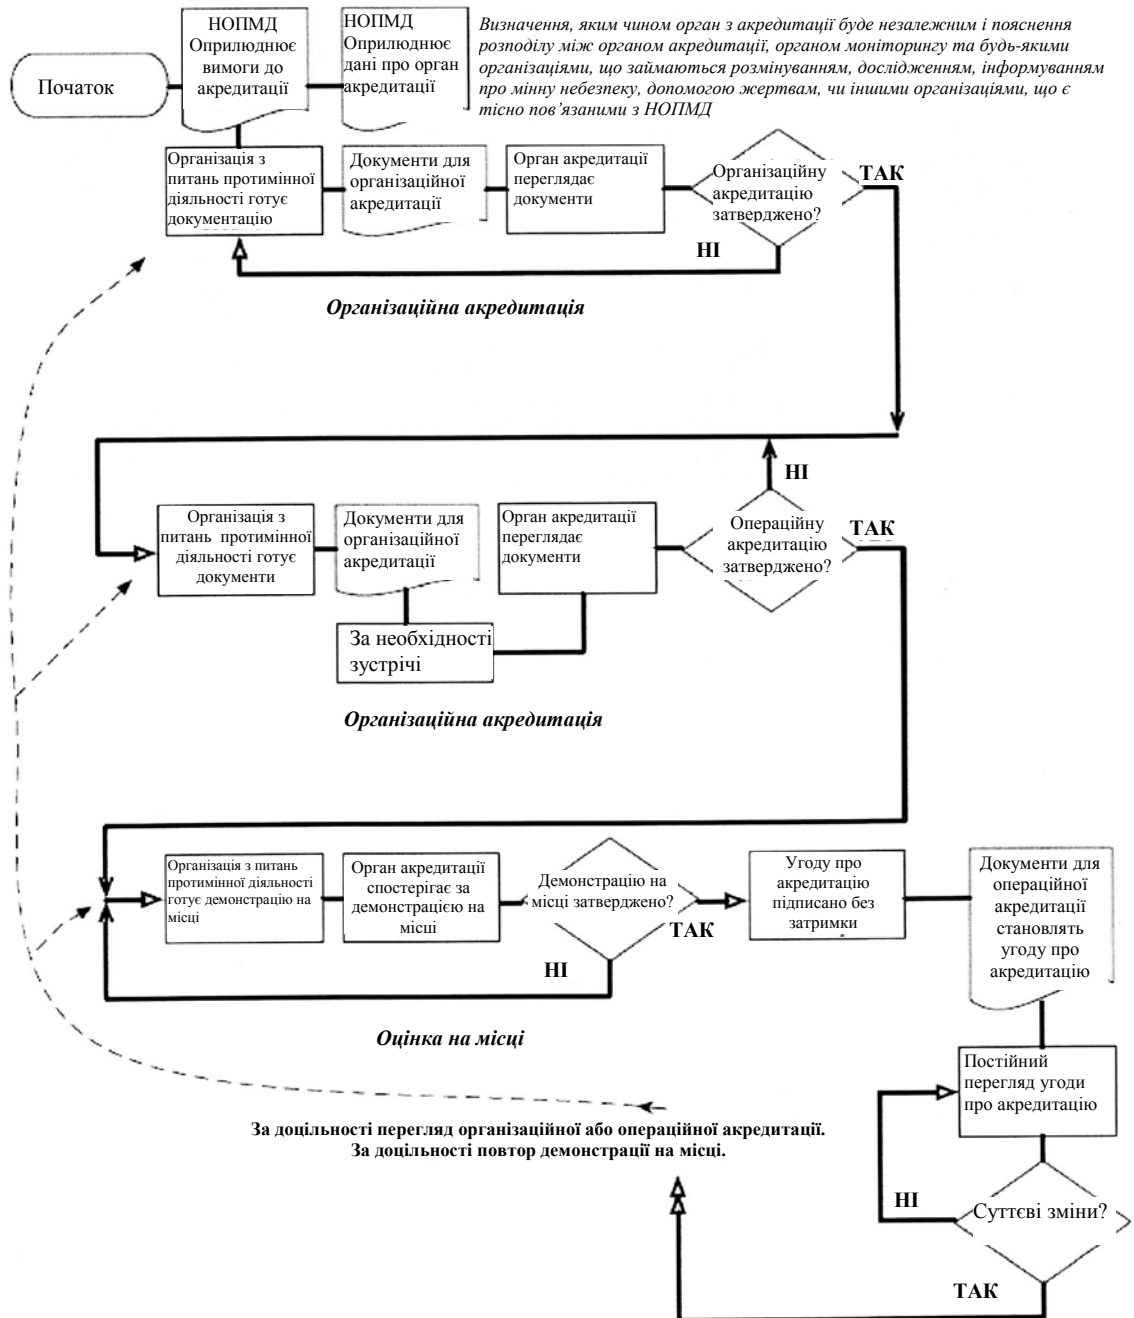 Початок
НОПМД
Оприлюднює
вимоги до
акредитації
НОПМД
Оприлюднює
дані про орган
акредитації
Визначення, яким чином орган з акредитації буде незалежним і пояснення
розподілу між органом акредитації, органом моніторингу та будь-якими
організаціями, що займаються розмінуванням, дослідженням, інформуванням
про мінну небезпеку, допомогою жертвам, чи іншими організаціями, що є
тісно пов’язаними з НОПМД
Організація з
питань протимінної
діяльності готує
документацію
Документи для
організаційної
акредитації
Орган акредитації
переглядає
документи
Організаційну
акредитацію
затверджено?
ТАК
НІ
Організаційна акредитація
НІ
Організація з
питань протимінної
діяльності готує
документи
Документи для
організаційної
акредитації
Орган акредитації
переглядає
документи
Операційну
акредитацію
затверджено?
ТАК
За необхідності
зустрічі
Організаційна акредитація
Організація з питань
протимінної діяльності
готує демонстрацію на
місці
Орган акредитації
спостерігає за
демонстрацією на
місці
Демонстрацію на
місці затверджено?
ТАК
НІ
Угоду про
акредитацію
підписано без
затримки
Документи для
операційної
акредитації
становлять
угоду про
акредитацію
Оцінка на місці
Постійний
перегляд угоди
про акредитацію
За доцільності перегляд організаційної або операційної акредитації.
За доцільності повтор демонстрації на місці.
НІ
Суттєві зміни?
ТАК